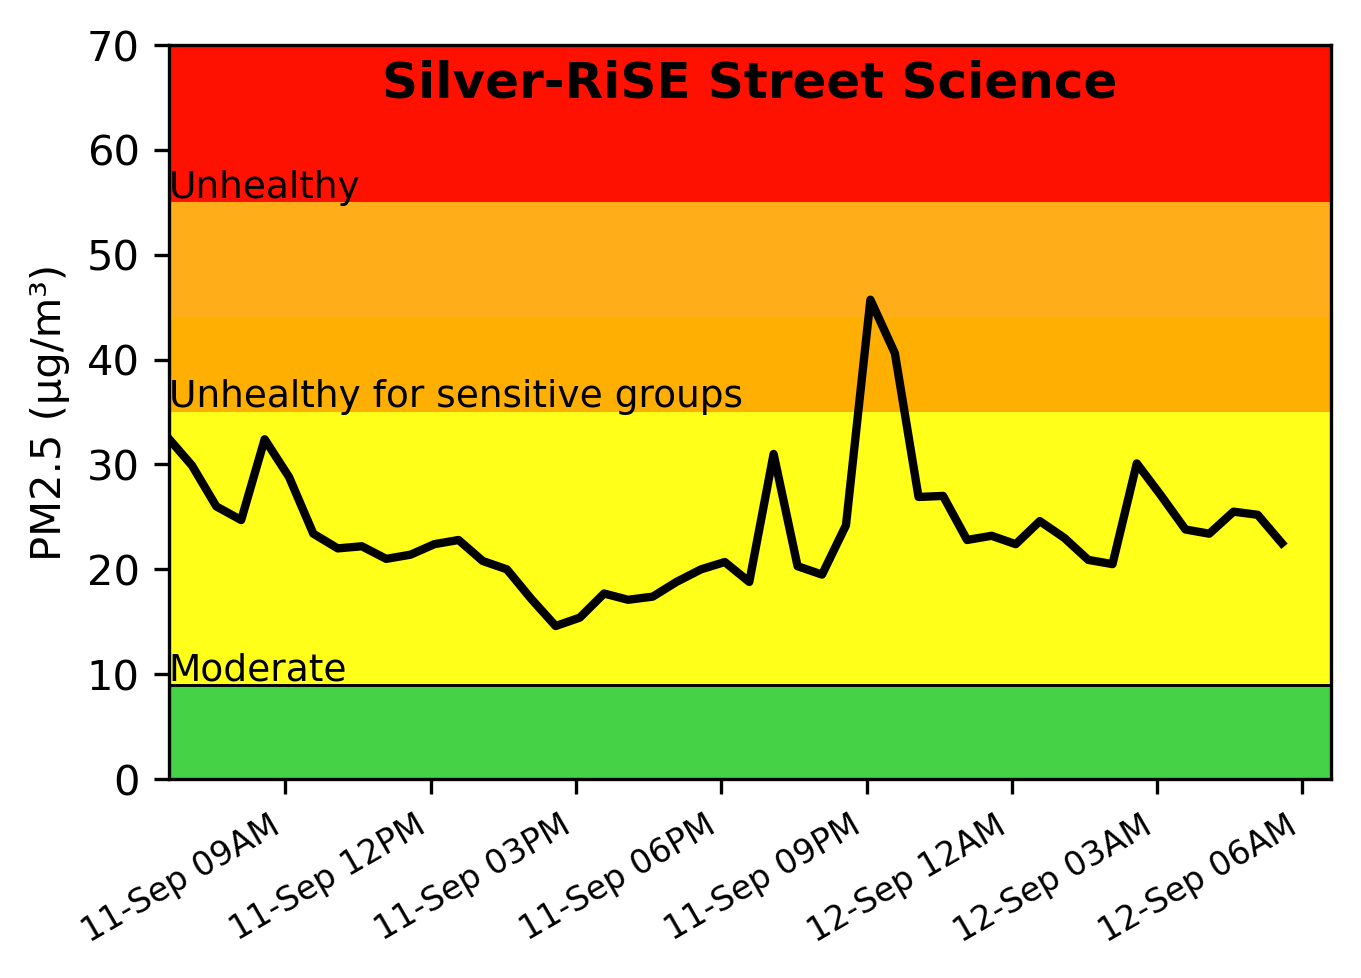 Silver-RiSE Street Science
70
60
50
40
30
20
10
0
PM2.5 (µg/m³)
Unhealthy
Unhealthy for sensitive groups
Moderate
11-Sep 09AM
11-Sep 12PM
11-Sep 03PM
11-Sep 06PM
11-Sep 09PM
12-Sep 12AM
12-Sep 03AM
12-Sep 06AM